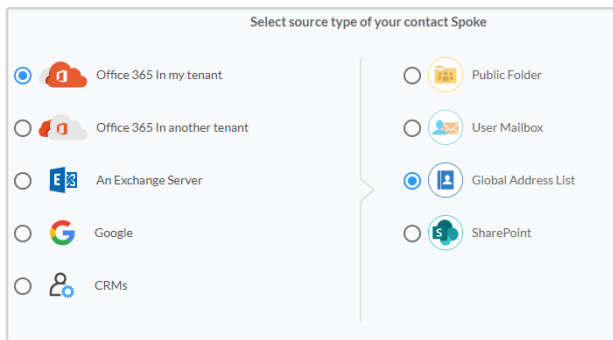 Select source type of your contact Spoke
Office 365 In my tenant
Office 365 In another tenant
An Exchange Server
Google
CRMs
Public Folder
User Mailbox
Global Address List
SharePoint